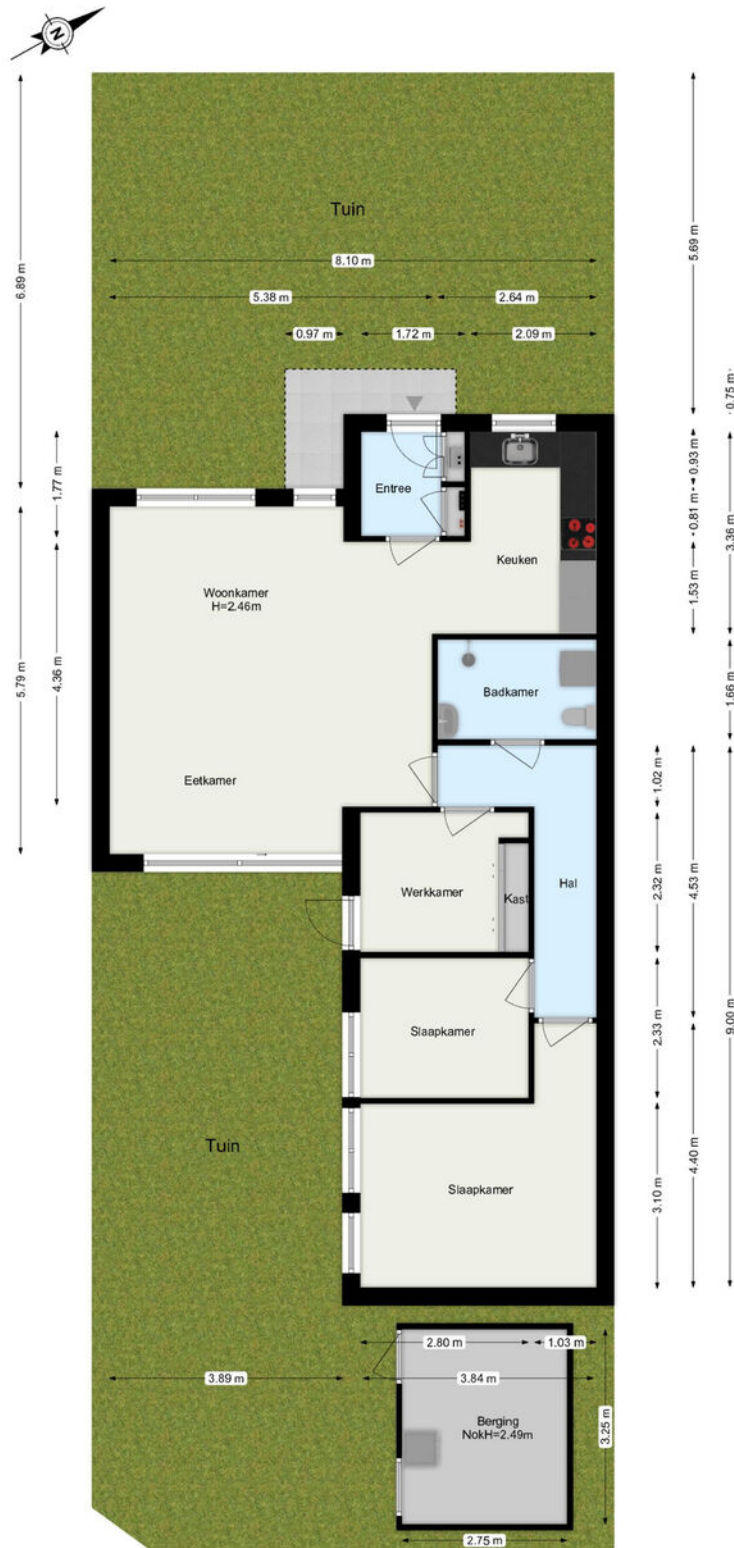 N
Tuin
8.10 m
5.38 m
2.64 m
0.97 m
1.72 m
2.09 m
6.89 m
5.69 m
0.75 m
1.77 m
0.93 m
0.81 m
3.36 m
1.53 m
Entree
Keuken
Woonkamer
H=2.46m
5.79 m
4.36 m
Badkamer
1.66 m
Eetkamer
1.02 m
Werkkamer
Kast
Hal
2.32 m
4.53 m
Slaapkamer
2.33 m
9.00 m
Tuin
Slaapkamer
3.10 m
4.40 m
2.80 m
1.03 m
3.89 m
3.84 m
Berging
NokH=2.49m
3.25 m
2.75 m